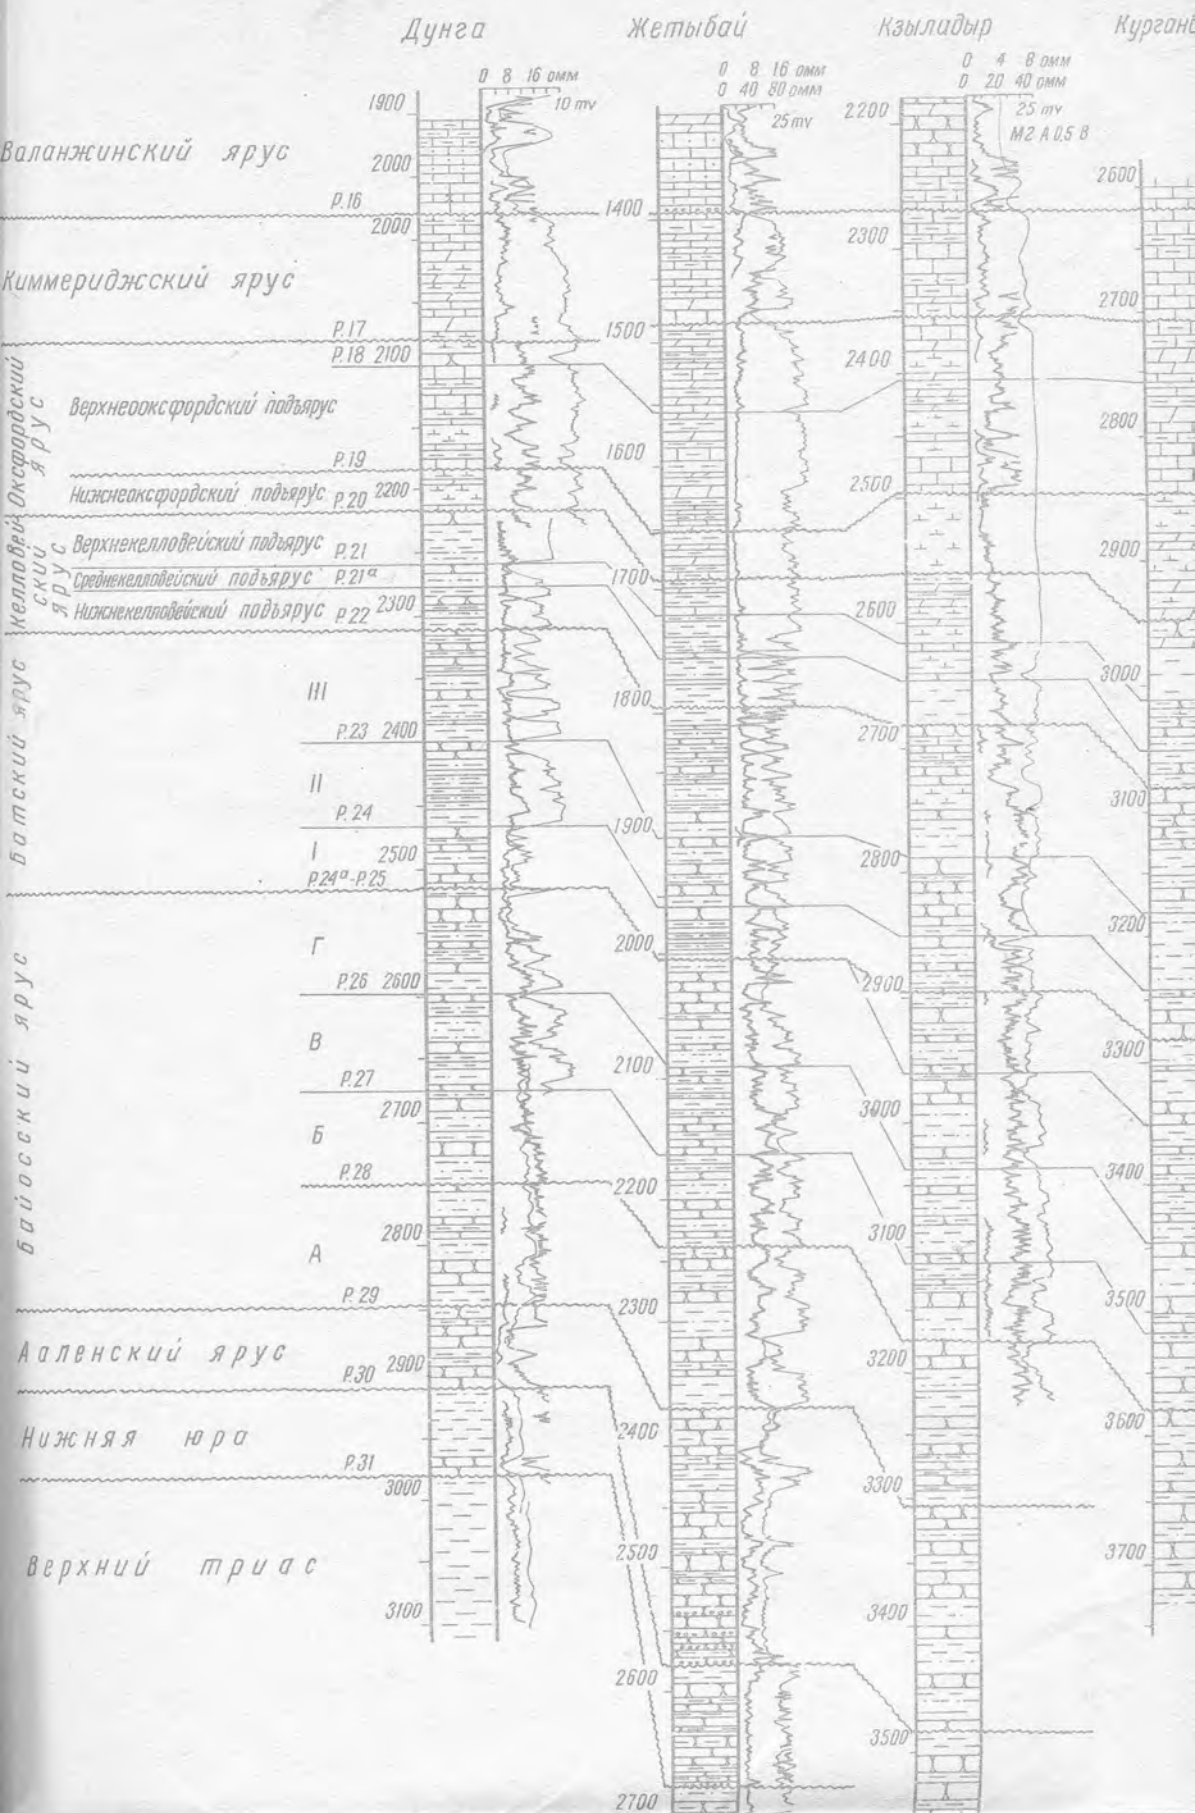 Дунга
Жетыбай
Кзыладыр
0 8 16 омм
10 mv
0 8 16 омм
0 40 80 омм
25 mv
0 4 8 омм
0 20 40 омм
25 mv
М2 А 0,5 В
Валанжинский ярус
Р.16
Киммериджский ярус
Р.17
Р.18
Оксфордский ярус
Верхнеоксфордский подъярус
Р.19
Нижнеоксфордский подъярус Р.20
Келловейский ярус
Верхнекелловейский подъярус Р.21
Среднекелловейский подъярус Р.21а
Нижнекелловейский подъярус Р.22
Батский ярус
III
Р.23
II
Р.24
I
Р.24а-Р.25
Байосский ярус
Г
Р.26
В
Р.27
Б
Р.28
А
Р.29
Ааленский ярус
Р.30
Нижняя юра
Р.31
Верхний триас
1900
2000
2000
2100
2200
2300
2400
2500
2600
2700
2800
2900
3000
3100
1400
1500
1600
1700
1800
1900
2000
2100
2200
2300
2400
2500
2600
2700
2200
2300
2400
2500
2600
2700
2800
2900
3000
3100
3200
3300
3400
3500
2600
2700
2800
2900
3000
3100
3200
3300
3400
3500
3600
3700